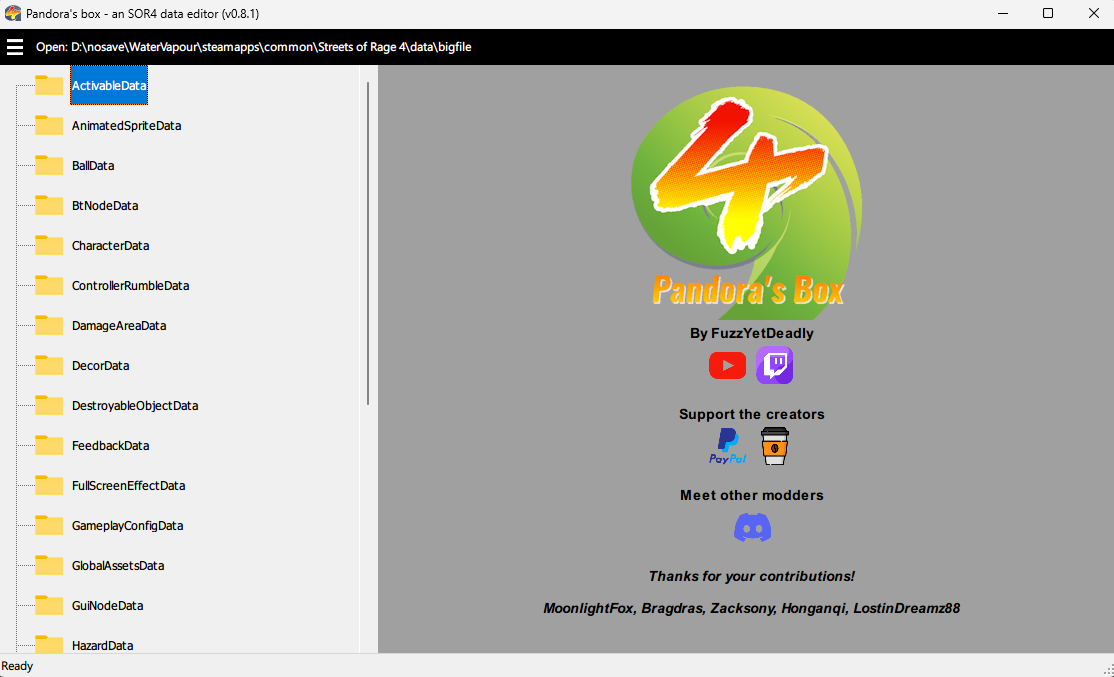 Pandora's box - an SOR4 data editor (v0.8.1)
Open: D:\nosave\WaterVapour\steamapps\common\Streets of Rage 4\data\bigfile
ActivableData
AnimatedSpriteData
BallData
BtNodeData
CharacterData
ControllerRumbleData
DamageAreaData
DecorData
DestroyableObjectData
FeedbackData
FullScreenEffectData
GameplayConfigData
GlobalAssetsData
GuiNodeData
HazardData
4
Pandora's Box
By FuzzYetDeadly
Support the creators
PayPal
Meet other modders
Thanks for your contributions!
MoonlightFox, Bragdras, Zacksony, Honganqi, LostinDreamz88
Ready